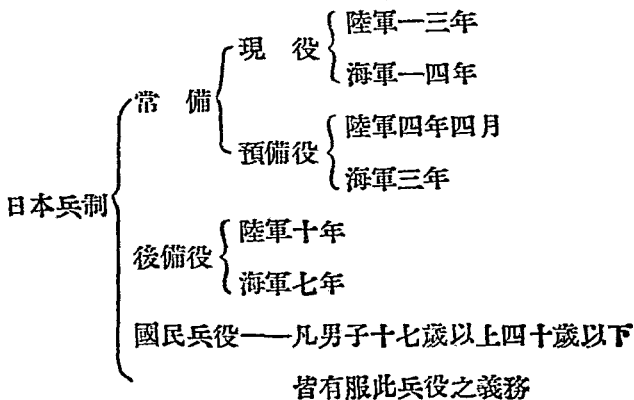 日本兵制
常備
現役
陸軍一三年
海軍一四年
預備役
陸軍四年四月
海軍三年
後備役
陸軍十年
海軍七年
國民兵役——凡男子十七歲以上四十歲以下
皆有服此兵役之義務